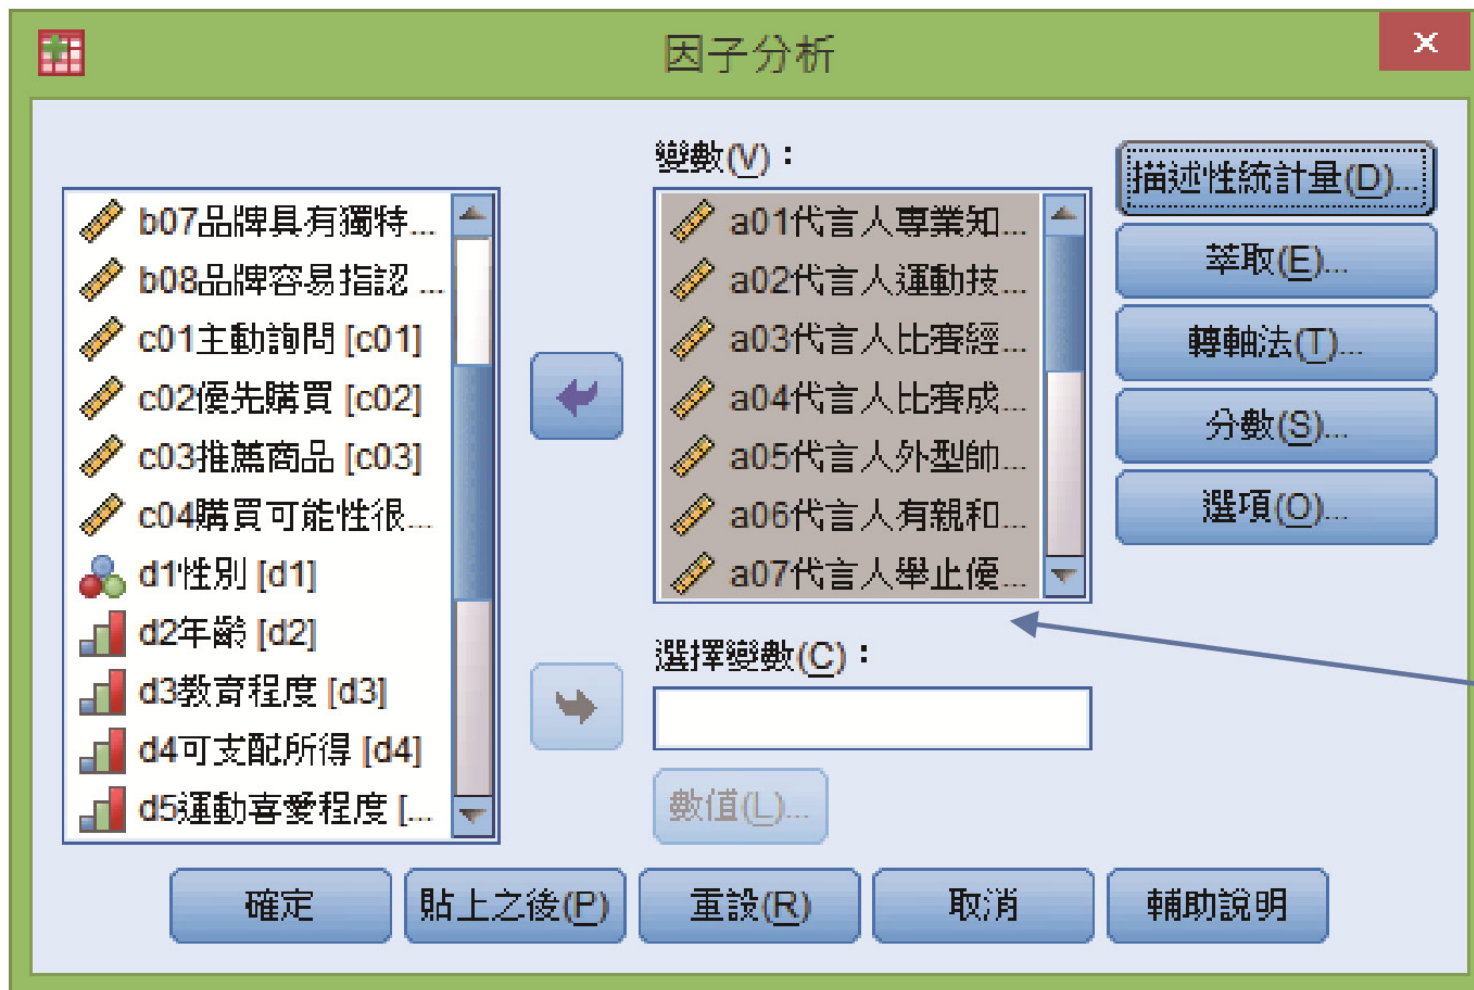 因子分析
b07品牌具有獨特...
b08品牌容易指認 ...
c01主動詢問 [c01]
c02優先購買 [c02]
c03推薦商品 [c03]
c04購買可能性很...
d1性別 [d1]
d2年齡 [d2]
d3教育程度 [d3]
d4可支配所得 [d4]
d5運動喜愛程度 [...
變數(V)：
a01代言人專業知...
a02代言人運動技...
a03代言人比賽經...
a04代言人比賽成...
a05代言人外型帥...
a06代言人有親和...
a07代言人舉止優...
選擇變數(C)：
數值(L)...
描述性統計量(D)...
萃取(E)...
轉軸法(T)...
分數(S)...
選項(O)...
確定
貼上之後(P)
重設(R)
取消
輔助說明